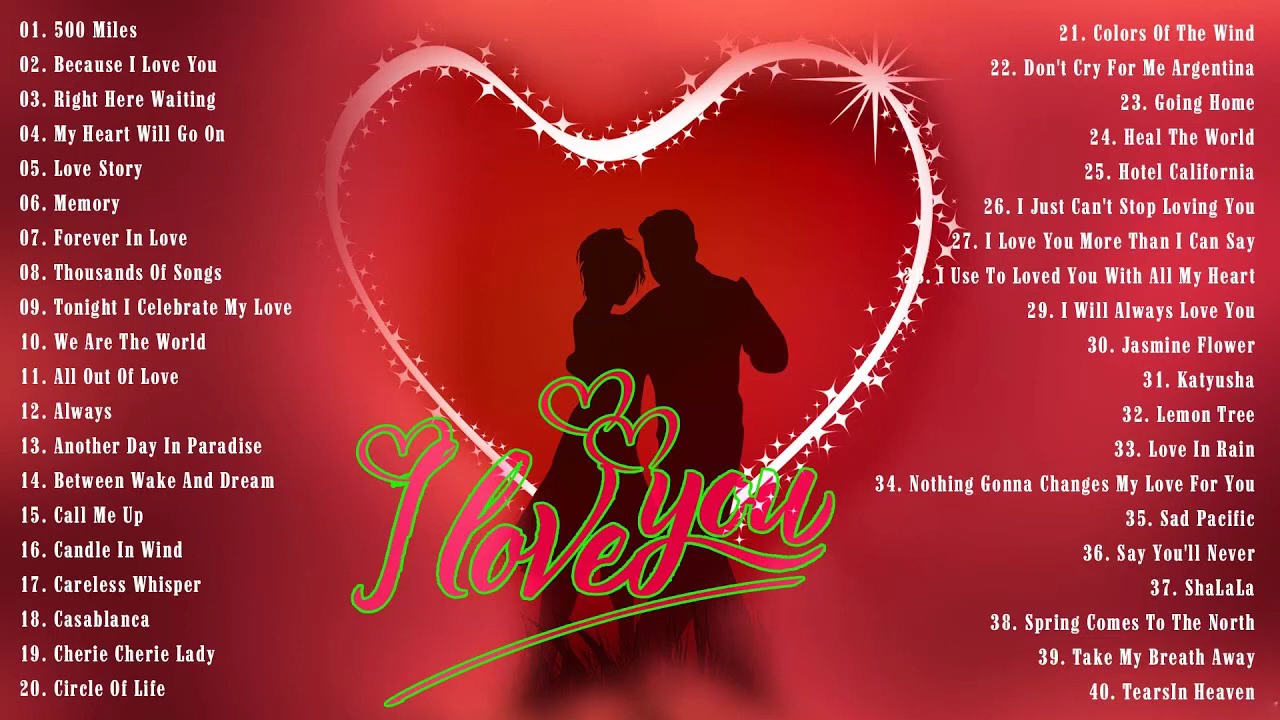 01. 500 Miles
02. Because I Love You
03. Right Here Waiting
04. My Heart Will Go On
05. Love Story
06. Memory
07. Forever In Love
08. Thousands Of Songs
09. Tonight I Celebrate My Love
10. We Are The World
11. All Out Of Love
12. Always
13. Another Day In Paradise
14. Between Wake And Dream
15. Call Me Up
16. Candle In Wind
17. Careless Whisper
18. Casablanca
19. Cherie Cherie Lady
20. Circle Of Life
I love you
21. Colors Of The Wind
22. Don't Cry For Me Argentina
23. Going Home
24. Heal The World
25. Hotel California
26. I Just Can't Stop Loving You
27. I Love You More Than I Can Say
28. I Use To Loved You With All My Heart
29. I Will Always Love You
30. Jasmine Flower
31. Katyusha
32. Lemon Tree
33. Love In Rain
34. Nothing Gonna Changes My Love For You
35. Sad Pacific
36. Say You'll Never
37. ShaLaLa
38. Spring Comes To The North
39. Take My Breath Away
40. TearsIn Heaven